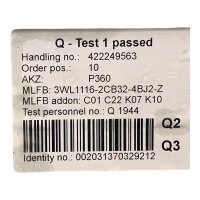 Q - Test 1 passed
Handling no.: 422249563
Order pos.: 10
AKZ: P360
MLFB: 3WL1116-2CB32-4BJ2-Z
MLFB addon: C01 C22 K07 K10
Test personnel no.: Q 1944
Q2
Q3
Identity no.: 002031370329212